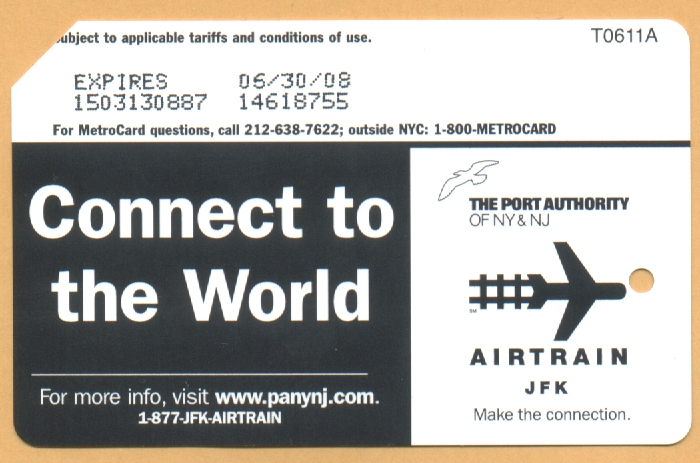 ubject to applicable tariffs and conditions of use.
T0611A
EXPIRES 06/30/08
1503130887 14618755
For MetroCard questions, call 212-638-7622; outside NYC: 1-800-METROCARD
Connect to
the World
For more info, visit www.panynj.com.
1-877-JFK-AIRTRAIN
THE PORT AUTHORITY
OF NY & NJ
SM
AIRTRAIN
JFK
Make the connection.